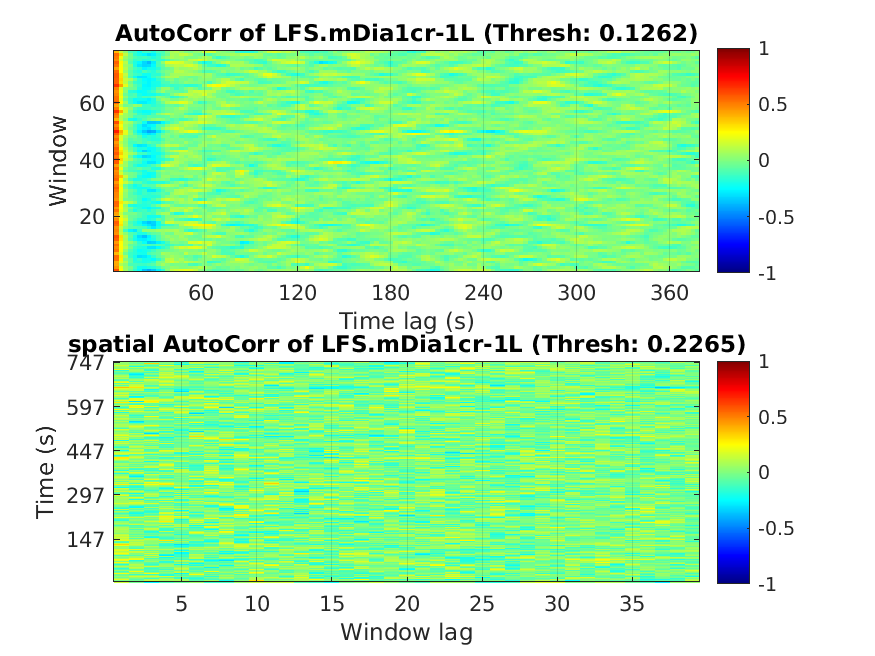 AutoCorr of LFS.mDia1cr-1L (Thresh: 0.1262)
1
0.5
0
-0.5
-1
60
40
20
Window
60 120 180 240 300 360
Time lag (s)
spatial AutoCorr of LFS.mDia1cr-1L (Thresh: 0.2265)
747
597
447
297
147
Time (s)
1
0.5
0
-0.5
-1
5 10 15 20 25 30 35
Window lag